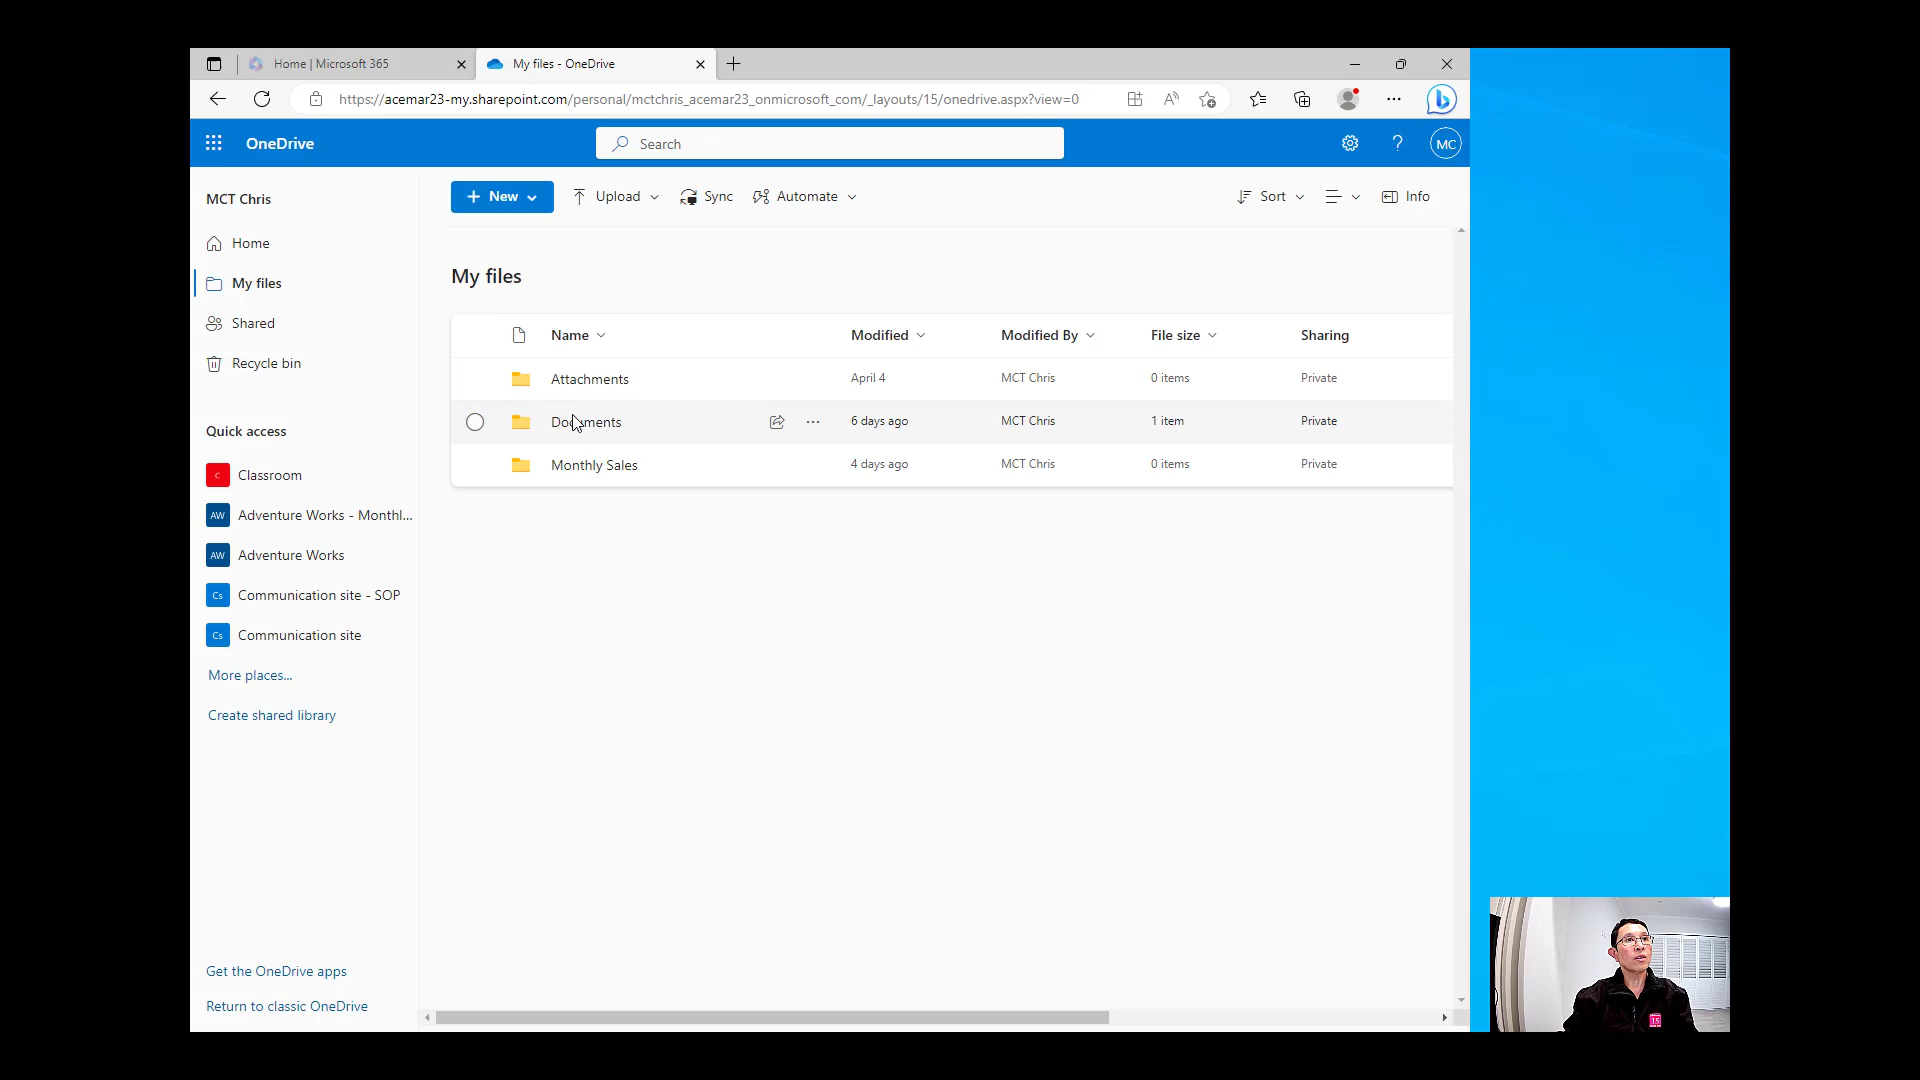 Home | Microsoft 365
My files - OneDrive
https://acemar23-my.sharepoint.com/personal/mctchris_acemar23_onmicrosoft_com/_layouts/15/onedrive.aspx?view=0
OneDrive
Search
?
MC
MCT Chris
Home
My files
Shared
Recycle bin
Quick access
C Classroom
AW Adventure Works - Monthl...
AW Adventure Works
Cs Communication site - SOP
Cs Communication site
More places...
Create shared library
Get the OneDrive apps
Return to classic OneDrive
+ New
Upload
Sync
Automate
Sort
Info
My files
Name Modified Modified By File size Sharing
Attachments April 4 MCT Chris 0 items Private
Documents 6 days ago MCT Chris 1 item Private
Monthly Sales 4 days ago MCT Chris 0 items Private